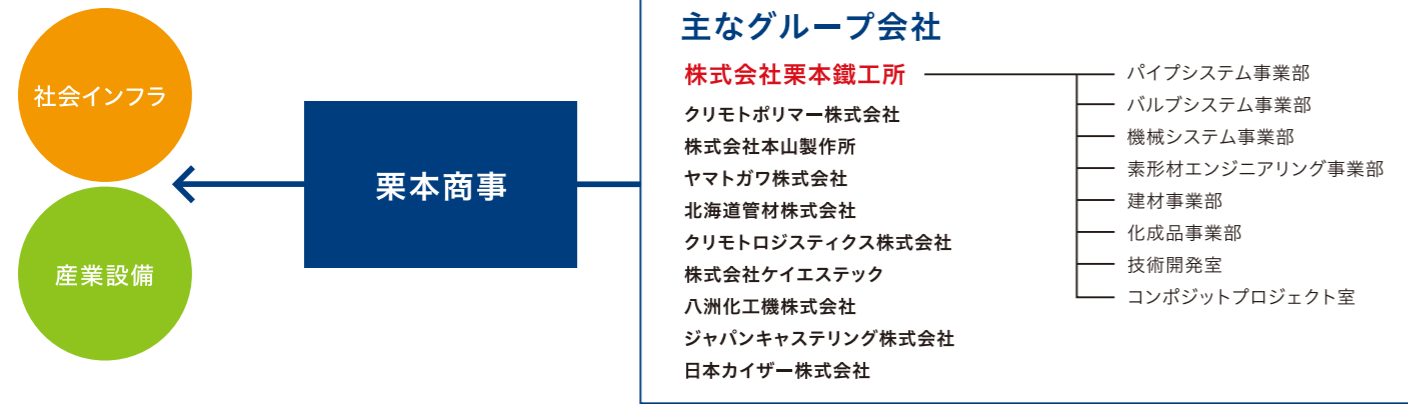 社会インフラ
産業設備
栗本商事
主なグループ会社
株式会社栗本鐵工所
クリモトポリマー株式会社
株式会社本山製作所
ヤマトガワ株式会社
北海道管材株式会社
クリモトロジスティクス株式会社
株式会社ケイエステック
八洲化工機株式会社
ジャパンキャステリング株式会社
日本カイザー株式会社
パイプシステム事業部
バルブシステム事業部
機械システム事業部
素形材エンジニアリング事業部
建材事業部
化成品事業部
技術開発室
コンポジットプロジェクト室